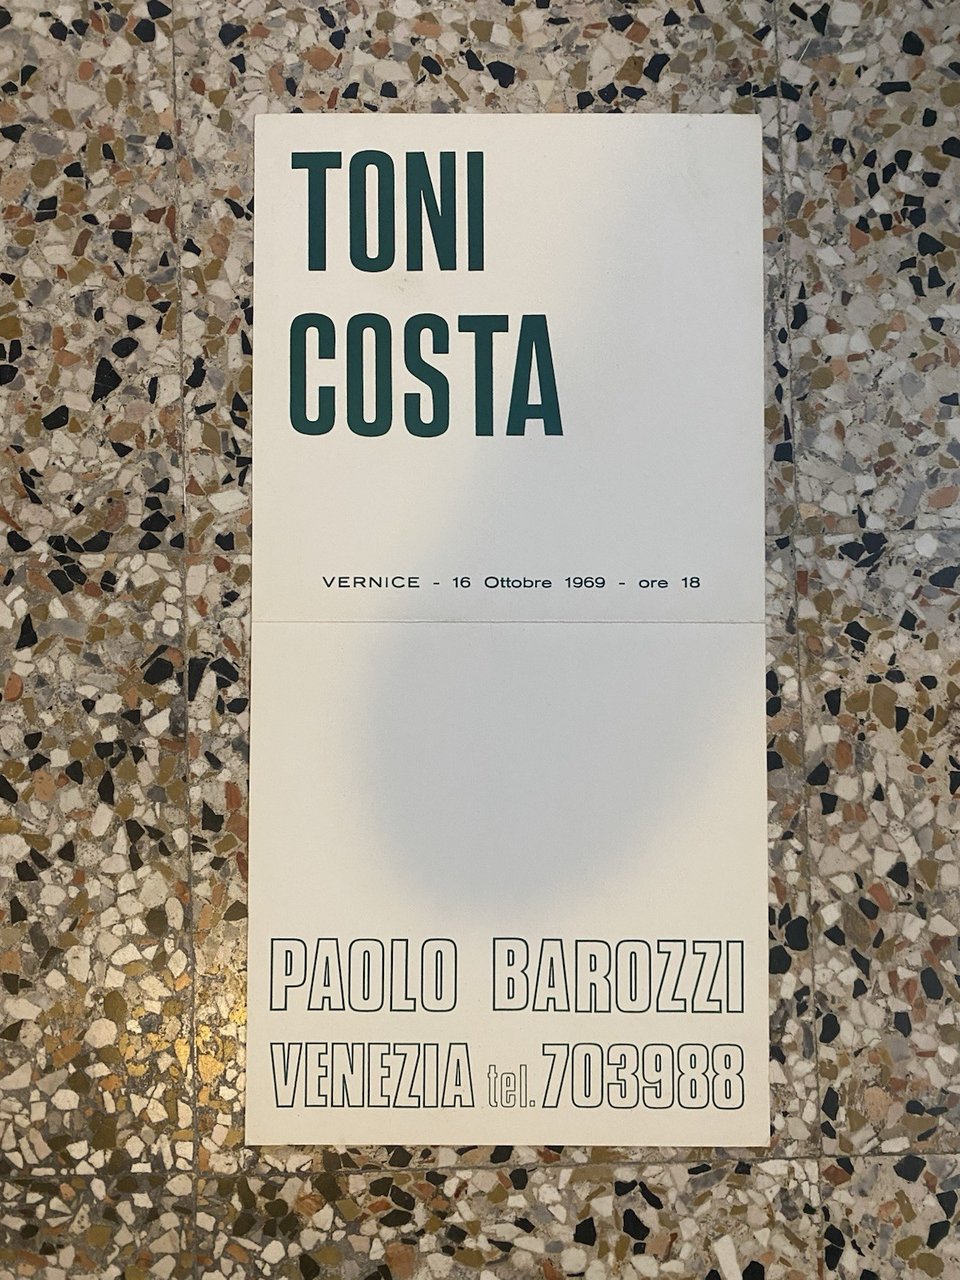 TONI
COSTA
VERNICE - 16 Ottobre 1969 - ore 18
PAOLO BAROZZI
VENEZIA tel. 703988